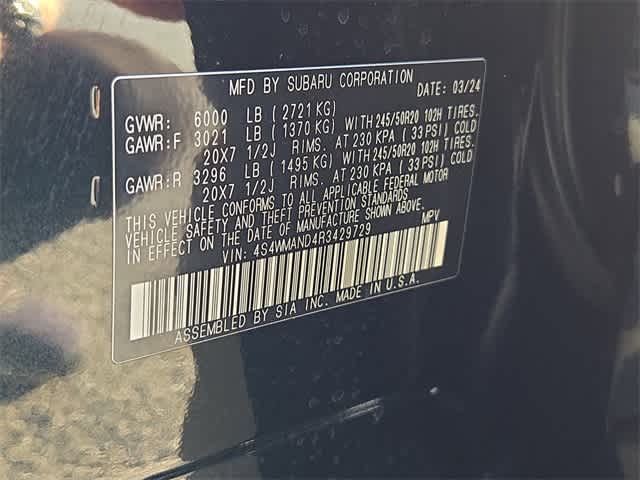 MFD BY SUBARU CORPORATION DATE: 03/24
GVWR: 6000 LB ( 2721 KG)
GAWR:F 3021 LB ( 1370 KG) WITH 245/50R20 102H TIRES.
20X7 1/2J RIMS. AT 230 KPA ( 33 PSI) COLD
GAWR:R 3296 LB ( 1495 KG) WITH 245/50R20 102H TIRES.
20X7 1/2J RIMS. AT 230 KPA ( 33 PSI) COLD
THIS VEHICLE CONFORMS TO ALL APPLICABLE FEDERAL MOTOR
VEHICLE SAFETY AND THEFT PREVENTION STANDARDS
IN EFFECT ON THE DATE OF MANUFACTURE SHOWN ABOVE.
VIN: 4S4WMAND4R3429729 MPV
ASSEMBLED BY SIA INC. MADE IN U.S.A.